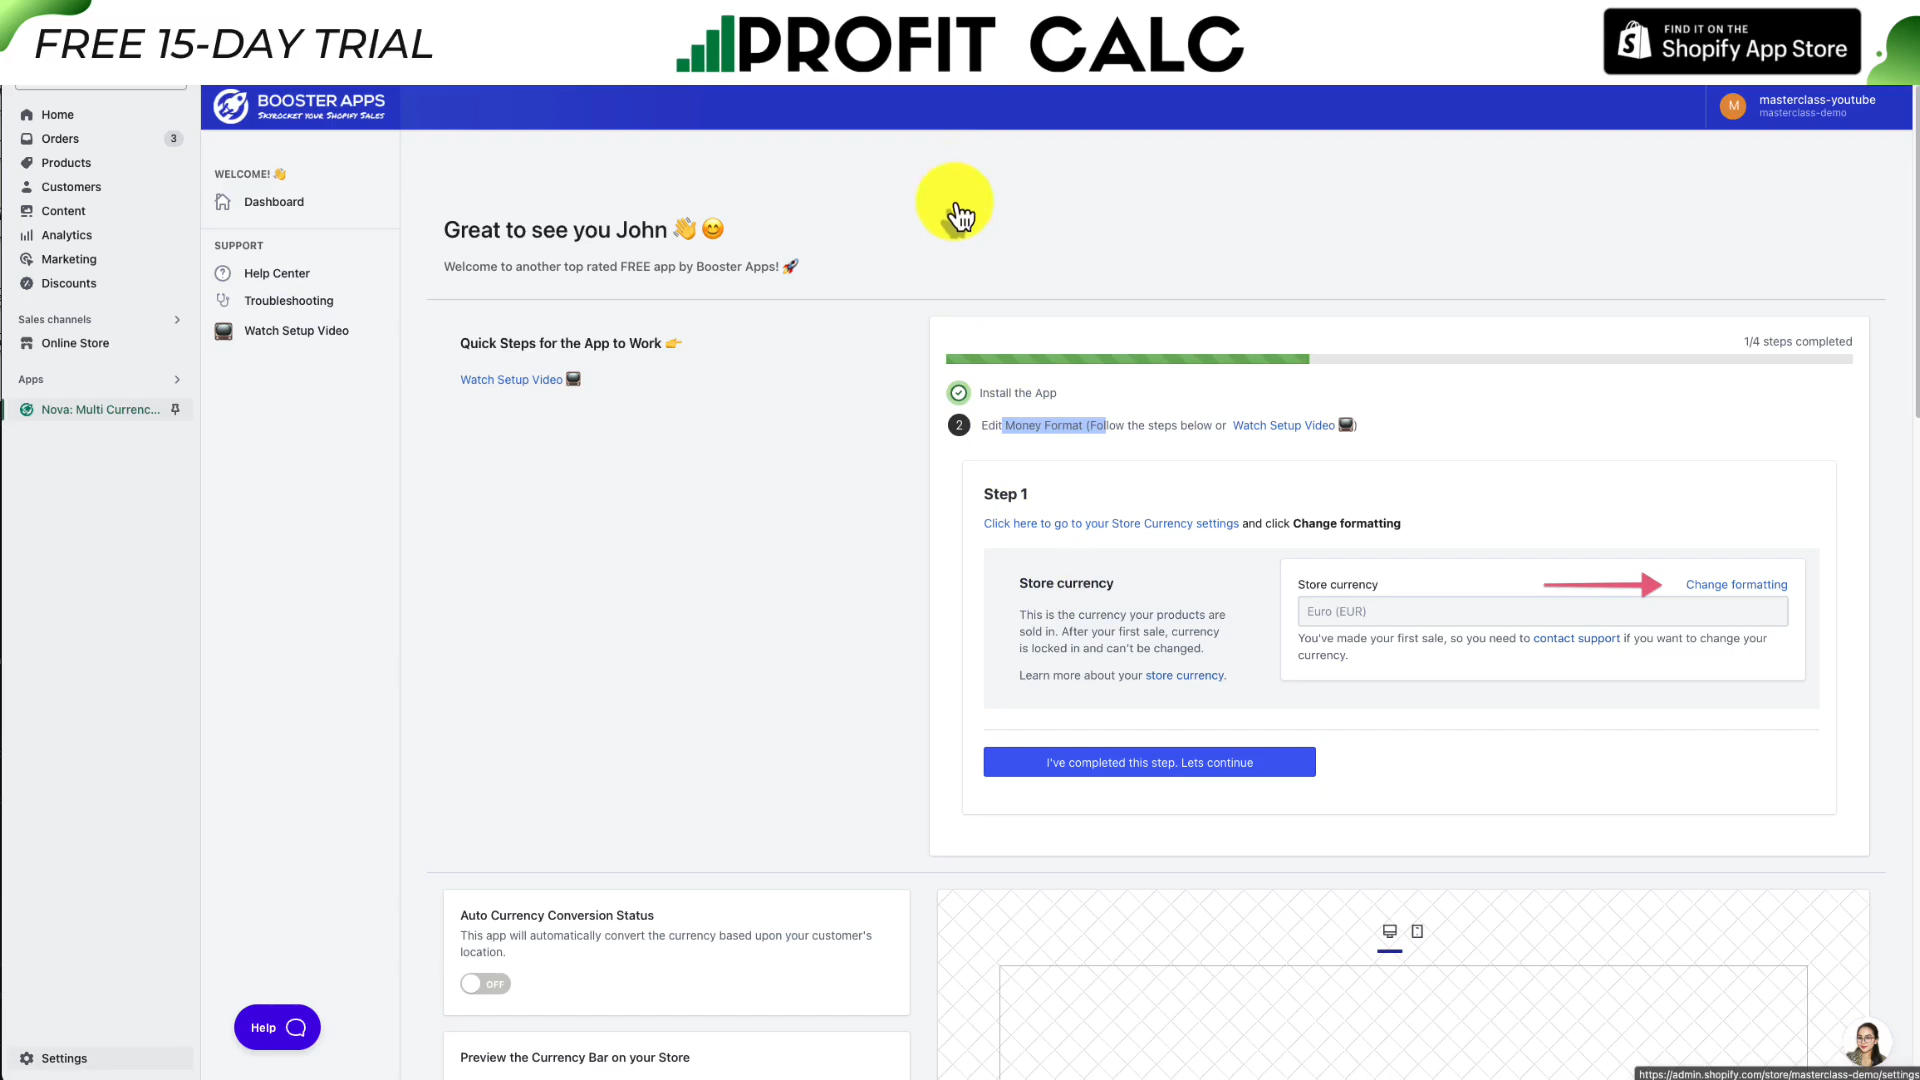 FREE 15-DAY TRIAL
PROFIT CALC
FIND IT ON THE
Shopify App Store
Home
Orders
3
Products
Customers
Content
Analytics
Marketing
Discounts
Sales channels
Online Store
Apps
Nova: Multi Currenc...
Settings
BOOSTER APPS
SKYROCKET YOUR SHOPIFY SALES
M
masterclass-youtube
masterclass-demo
WELCOME! 👋
Dashboard
SUPPORT
Help Center
Troubleshooting
Watch Setup Video
Help
Great to see you John 👋 😊
Welcome to another top rated FREE app by Booster Apps! 🚀
Quick Steps for the App to Work 👉
Watch Setup Video 📺
1/4 steps completed
Install the App
2 Edit Money Format (Follow the steps below or Watch Setup Video 📺)
Step 1
Click here to go to your Store Currency settings and click Change formatting
Store currency
This is the currency your products are
sold in. After your first sale, currency
is locked in and can't be changed.
Learn more about your store currency.
Store currency
Change formatting
Euro (EUR)
You've made your first sale, so you need to contact support if you want to change your
currency.
I've completed this step. Lets continue
Auto Currency Conversion Status
This app will automatically convert the currency based upon your customer's
location.
OFF
Preview the Currency Bar on your Store
https://admin.shopify.com/store/masterclass-demo/settings